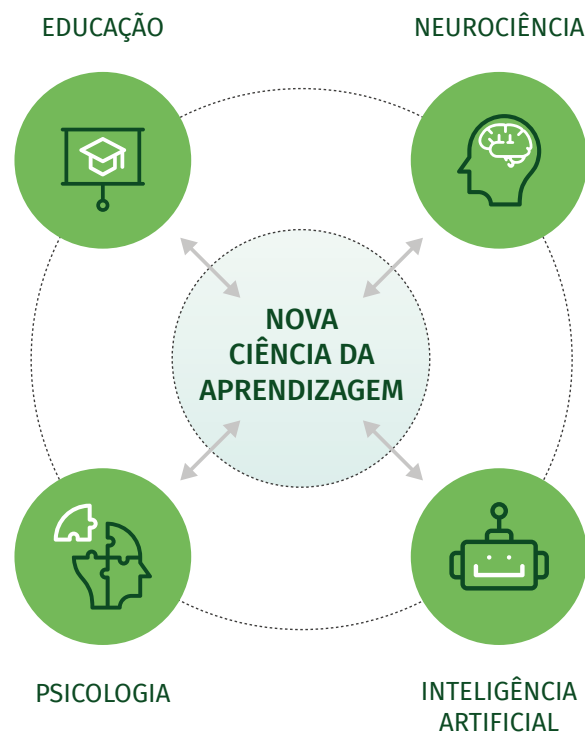 EDUCAÇÃO
NEUROCIÊNCIA
NOVA
CIÊNCIA DA
APRENDIZAGEM
PSICOLOGIA
INTELIGÊNCIA
ARTIFICIAL